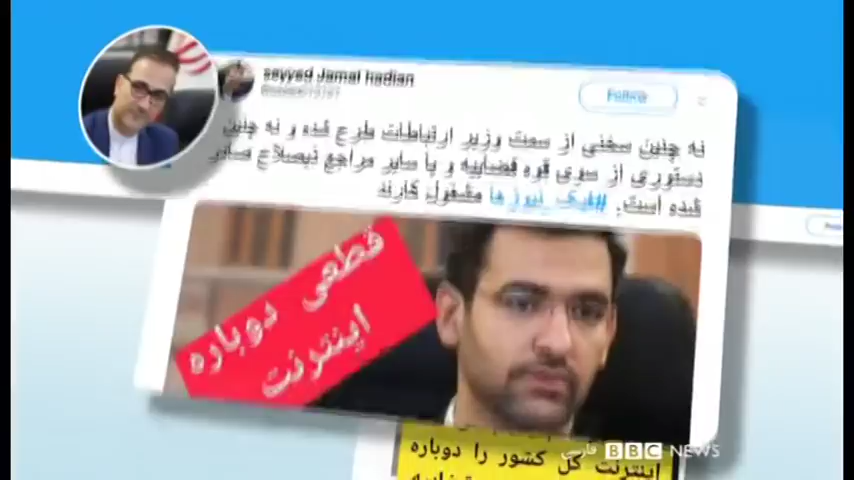 seyyed Jamal hadian
Follow
نه چنین سخنی از سمت وزیر ارتباطات طرح شده و نه چنین
دستوری از سوی قوه قضاییه و یا سایر مراجع ذیصلاح صادر
شده است. #فیک_نیوزها مشغول کارند
قطعی دوباره
اینترنت
اینترنت کل کشور را دوباره
BBC NEWS فارسی